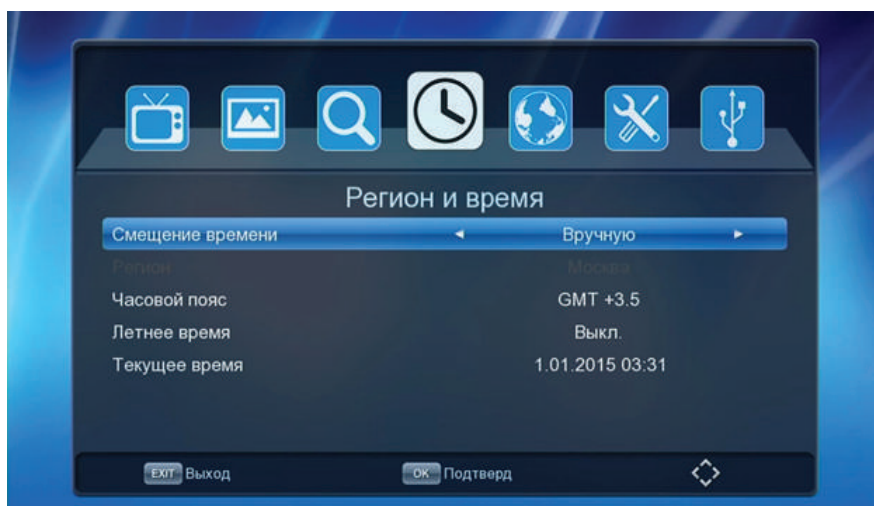 Регион и время
Смещение времени Вручную
Регион Москва
Часовой пояс GMT +3.5
Летнее время Выкл.
Текущее время 1.01.2015 03:31
EXIT Выход OK Подтверд